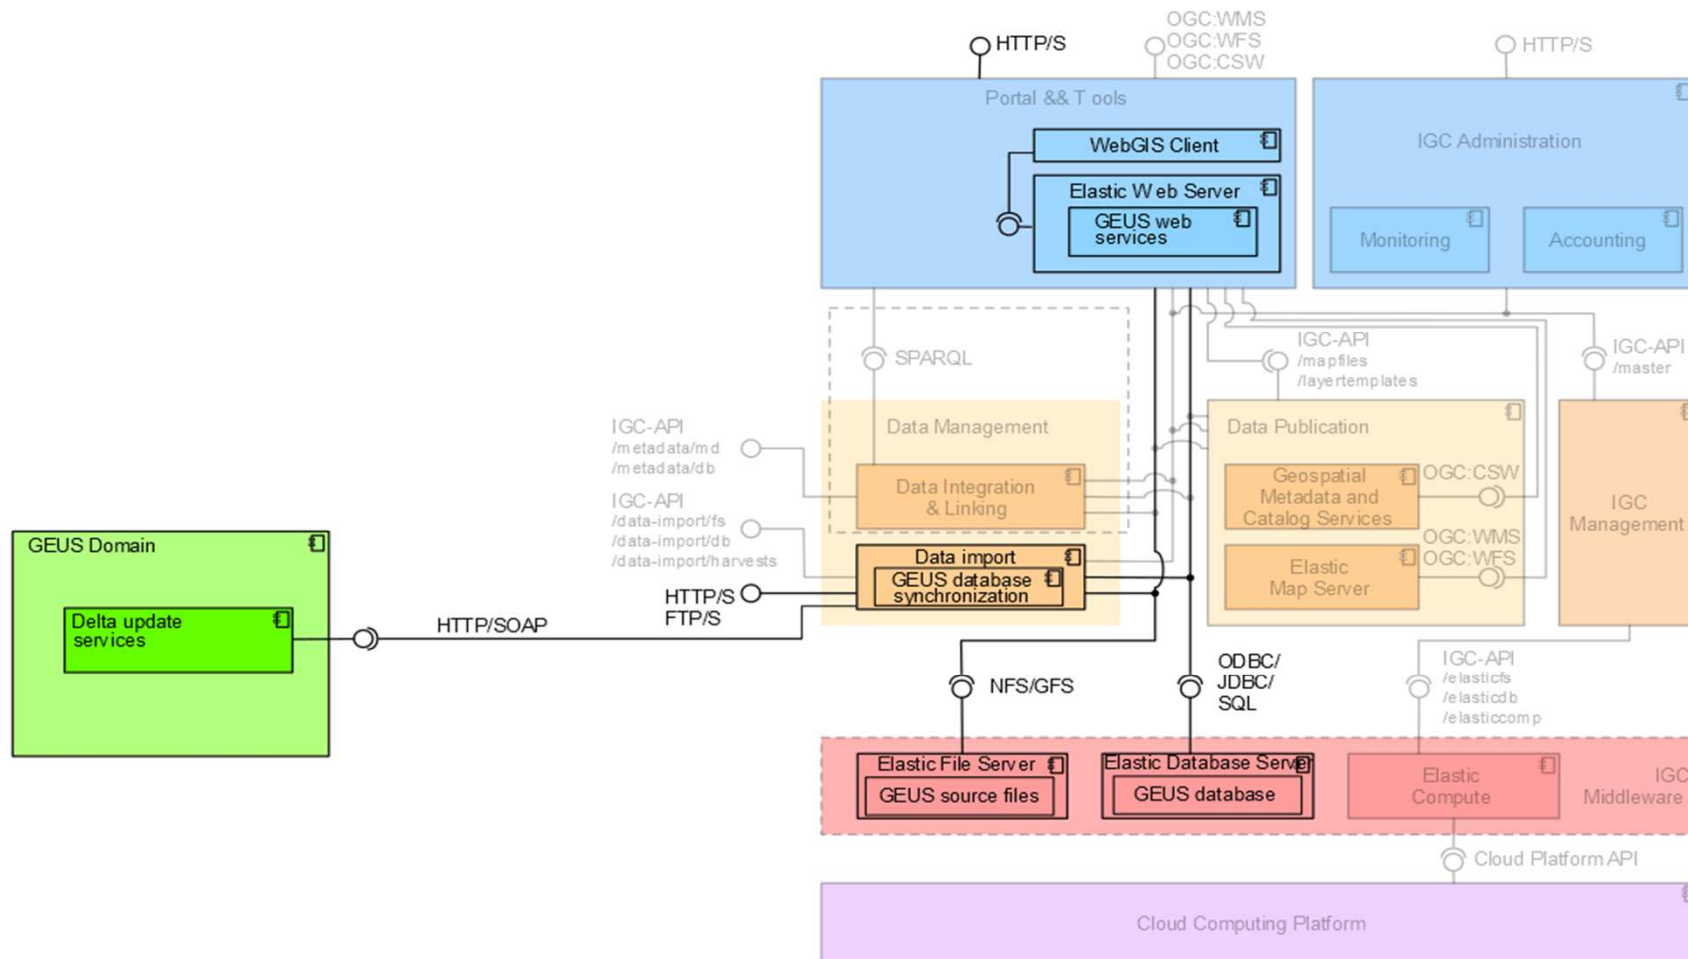 OGC:WMS
HTTP/S
OGC:WFS
HTTP/S
OGC:CSW
Portal && T ools
WebGIS Client
IGC Administration
Elastic W eb Server
GEUS web
services
Monitoring
Accounting
SPARQL
IGC-API
/mapfiles
/layertemplates
IGC-API
/master
IGC-API
/metadata/md
/metadata/db
Data Management
Data Publication
Data Integration
& Linking
Geospatial
Metadata and
Catalog Services
OGC:CSW
IGC
Management
IGC-API
/data-import/fs
/data-import/db
/data-import/harvests
OGC:WMS
OGC:WFS
GEUS Domain
Data import
GEUS database
synchronization
Elastic
Map Server
HTTP/S
FTP/S
Delta update
services
HTTP/SOAP
NFS/GFS
ODBC/
JDBC/
SQL
IGC-API
/elasticfs
/elasticdb
/elasticcomp
Elastic File Server
GEUS source files
Elastic Database Server
GEUS database
Elastic
Compute
IGC
Middleware
Cloud Platform API
Cloud Computing Platform